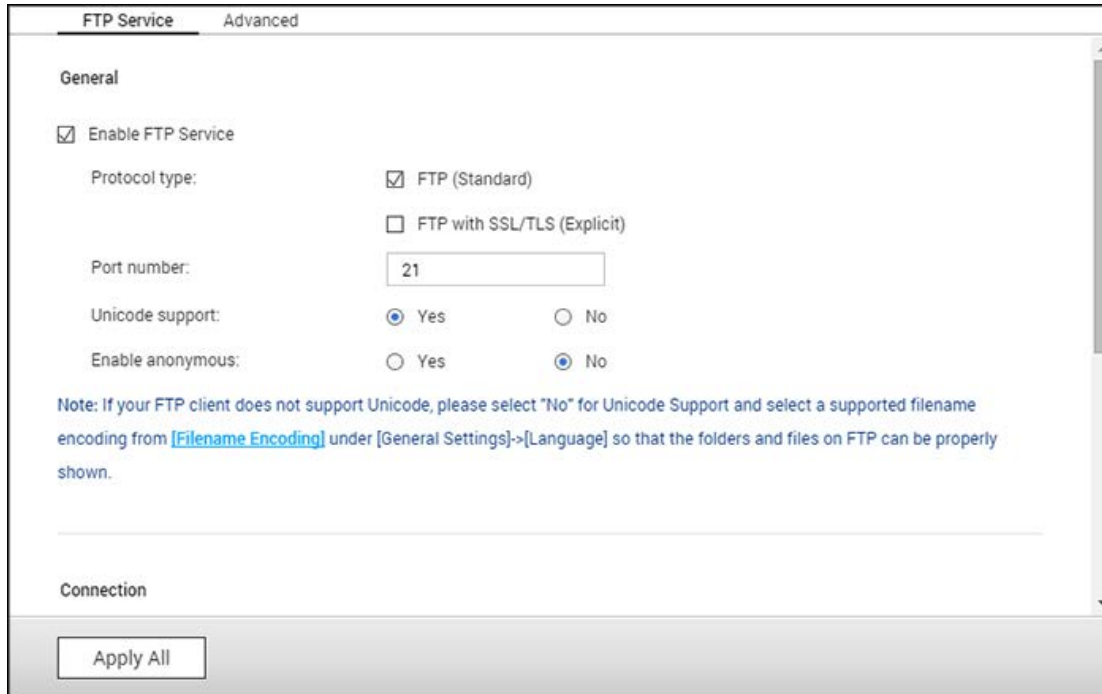 FTP Service Advanced
General
Enable FTP Service
Protocol type: FTP (Standard)
FTP with SSL/TLS (Explicit)
Port number: 21
Unicode support: Yes No
Enable anonymous: Yes No
Note: If your FTP client does not support Unicode, please select "No" for Unicode Support and select a supported filename
encoding from [Filename Encoding] under [General Settings]->[Language] so that the folders and files on FTP can be properly
shown.
Connection
Apply All